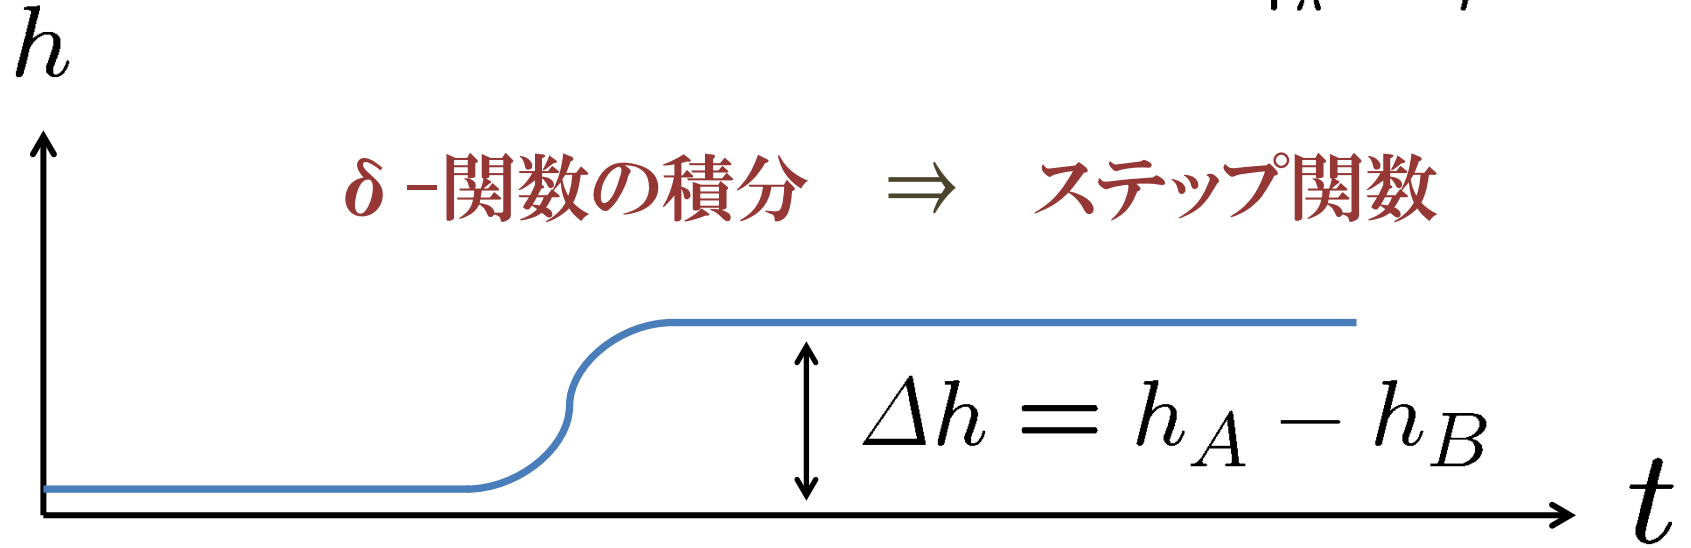 h
δ-関数の積分 ⇒ ステップ関数
Δh = h_A − h_B
t